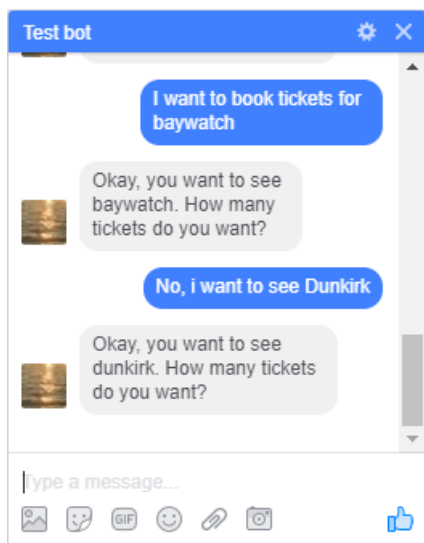 Test bot
I want to book tickets for
baywatch
Okay, you want to see
baywatch. How many
tickets do you want?
No, i want to see Dunkirk
Okay, you want to see
dunkirk. How many tickets
do you want?
Type a message...
GIF